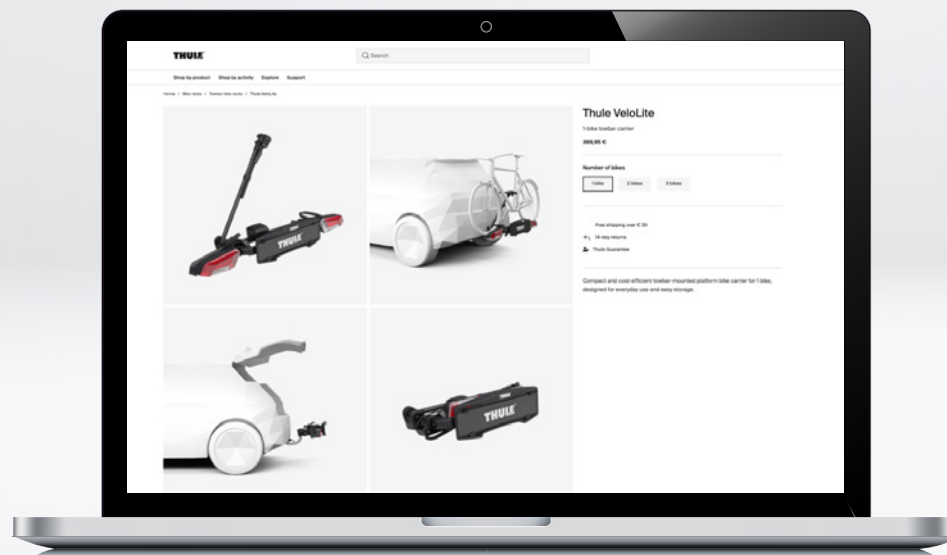 THULE
Search
Shop by product Shop by activity Explore Support
Home / Bike racks / Towbar bike racks / Thule VeloLite
THULE
THULE
Thule VeloLite
1-bike towbar carrier
Number of bikes
1 bike 2 bikes 3 bikes
Free shipping over € 99
14-day returns
Thule Guarantee
Compact and cost-efficient towbar-mounted platform bike carrier for 1 bike,
designed for everyday use and easy storage.